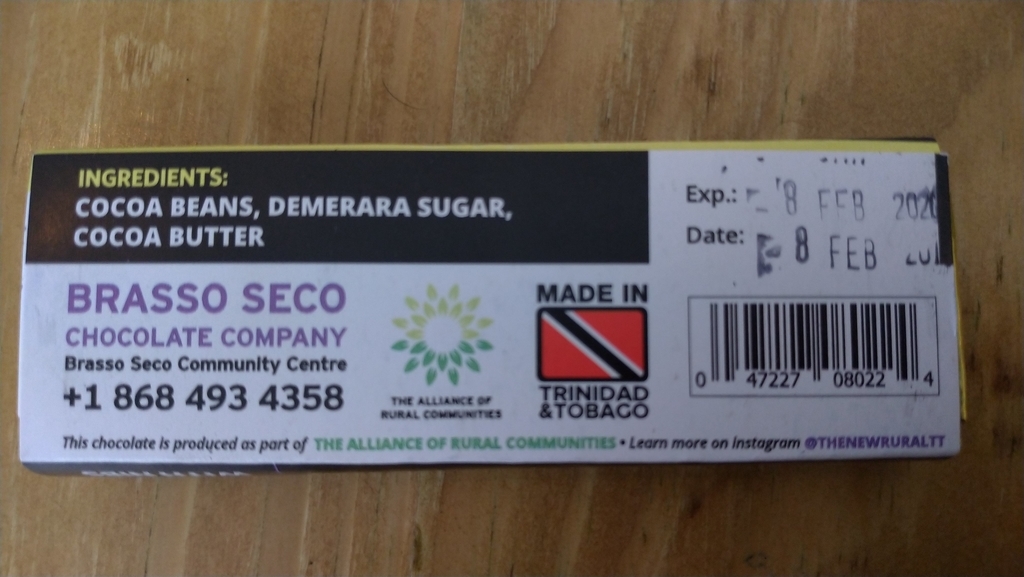 INGREDIENTS:
COCOA BEANS, DEMERARA SUGAR,
COCOA BUTTER
Exp.: 8 FEB 2020
Date: 8 FEB
BRASSO SECO
CHOCOLATE COMPANY
Brasso Seco Community Centre
+1 868 493 4358
THE ALLIANCE OF
RURAL COMMUNITIES
MADE IN
TRINIDAD
&TOBAGO
0 47227 08022 4
This chocolate is produced as part of THE ALLIANCE OF RURAL COMMUNITIES • Learn more on instagram @THENEWRURALTT